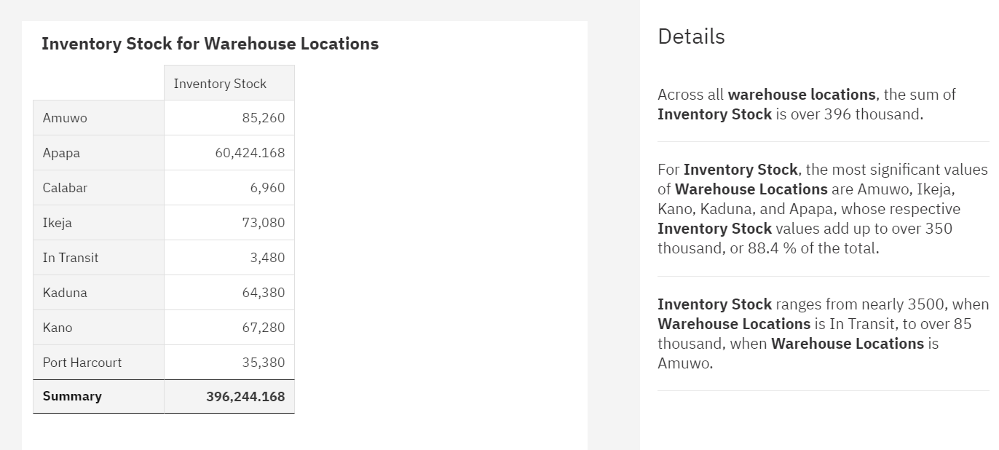 Inventory Stock for Warehouse Locations
Inventory Stock
Amuwo 85,260
Apapa 60,424.168
Calabar 6,960
Ikeja 73,080
In Transit 3,480
Kaduna 64,380
Kano 67,280
Port Harcourt 35,380
Summary 396,244.168
Details
Across all warehouse locations, the sum of
Inventory Stock is over 396 thousand.
For Inventory Stock, the most significant values
of Warehouse Locations are Amuwo, Ikeja,
Kano, Kaduna, and Apapa, whose respective
Inventory Stock values add up to over 350
thousand, or 88.4 % of the total.
Inventory Stock ranges from nearly 3500, when
Warehouse Locations is In Transit, to over 85
thousand, when Warehouse Locations is
Amuwo.